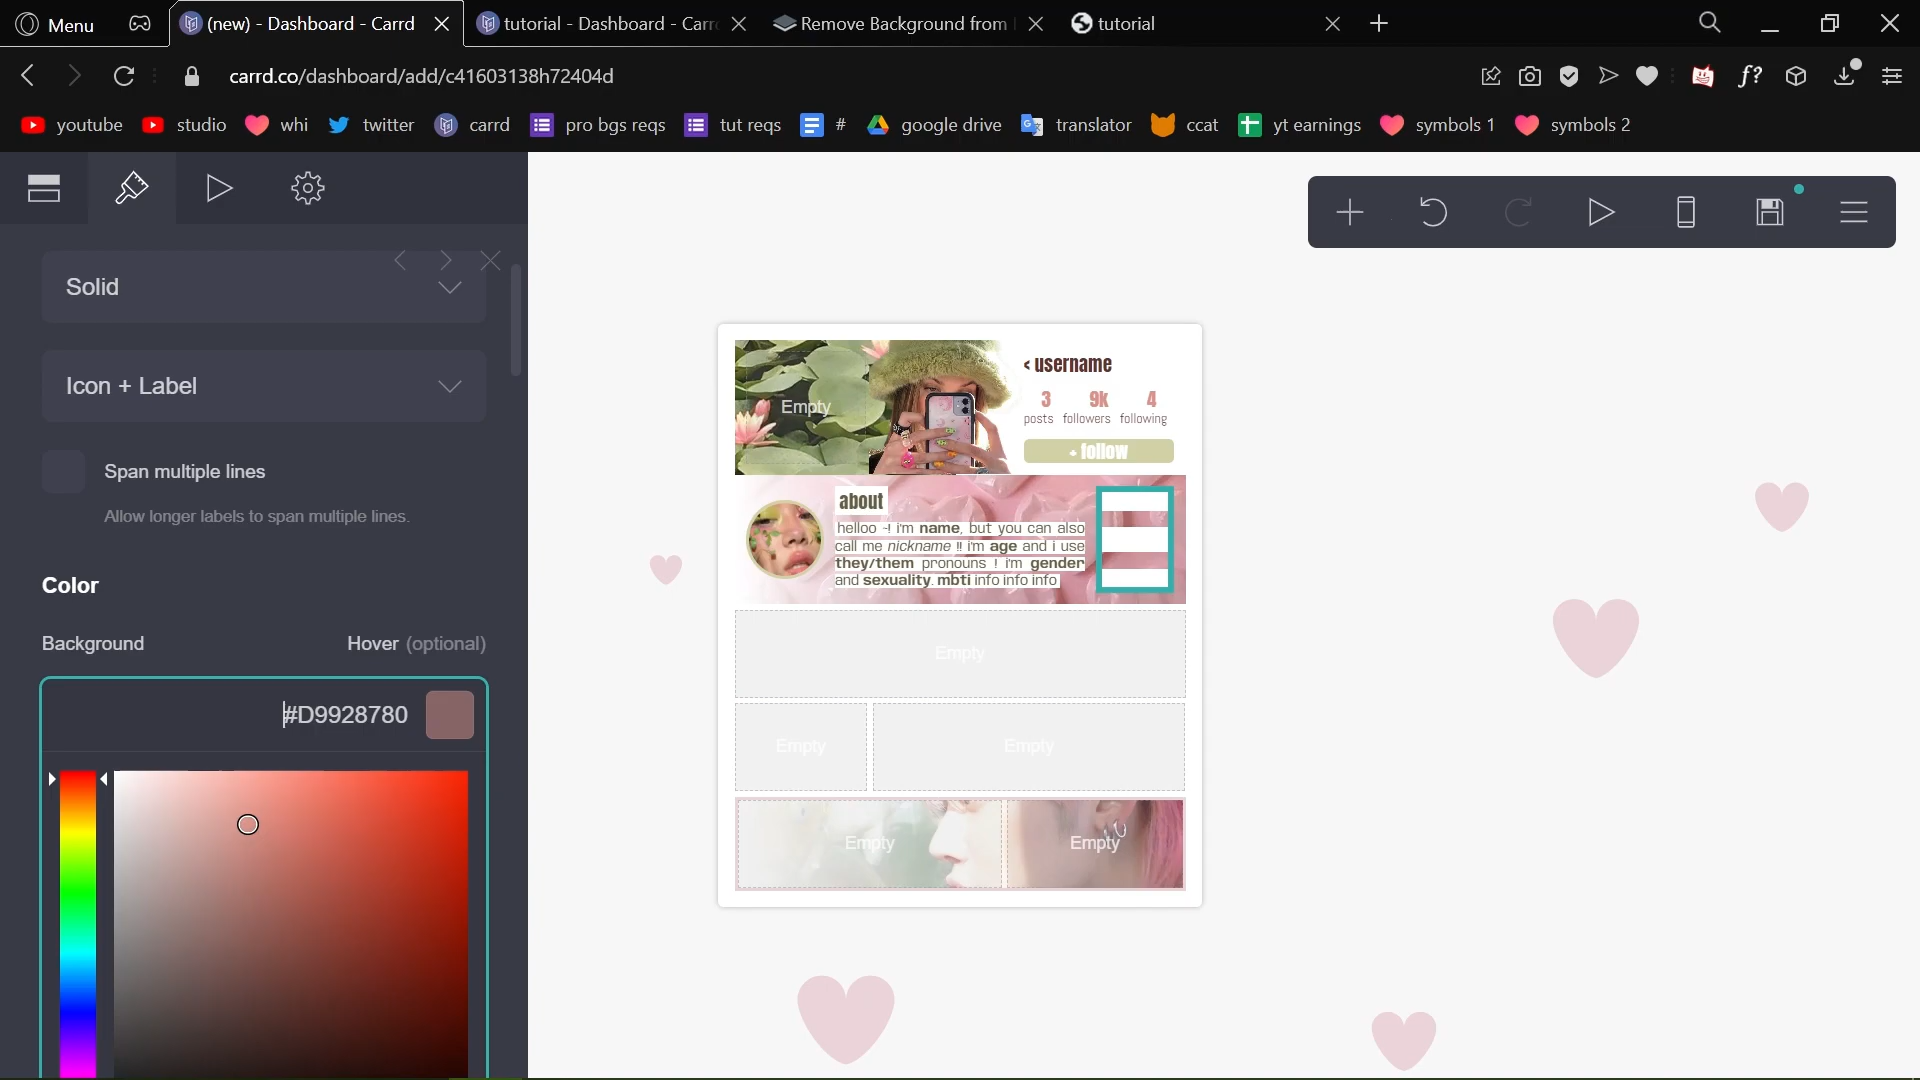 Menu
(new) - Dashboard - Carrd
tutorial - Dashboard - Carr
Remove Background from
tutorial
carrd.co/dashboard/add/c41603138h72404d
f?
youtube
studio
whi
twitter
carrd
pro bgs reqs
tut reqs
#
google drive
translator
ccat
yt earnings
symbols 1
symbols 2
Solid
Icon + Label
Span multiple lines
Allow longer labels to span multiple lines.
Color
Background
Hover (optional)
#D9928780
Empty
< username
3 9k 4
posts followers following
+ follow
about
helloo ~! i'm name, but you can also
call me nickname !! i'm age and i use
they/them pronouns ! i'm gender
and sexuality. mbti info info info
Empty
Empty
Empty
Empty
Empty